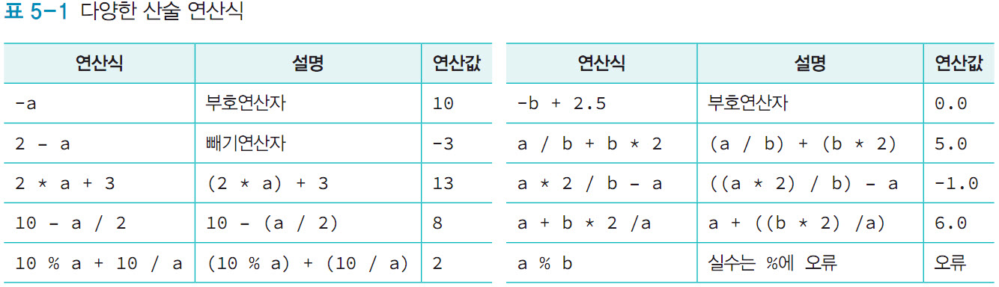 표 5-1 다양한 산술 연산식
연산식 설명 연산값
-a 부호연산자 10
2 - a 빼기연산자 -3
2 * a + 3 (2 * a) + 3 13
10 - a / 2 10 - (a / 2) 8
10 % a + 10 / a (10 % a) + (10 / a) 2
연산식 설명 연산값
-b + 2.5 부호연산자 0.0
a / b + b * 2 (a / b) + (b * 2) 5.0
a * 2 / b - a ((a * 2) / b) - a -1.0
a + b * 2 /a a + ((b * 2) /a) 6.0
a % b 실수는 %에 오류 오류